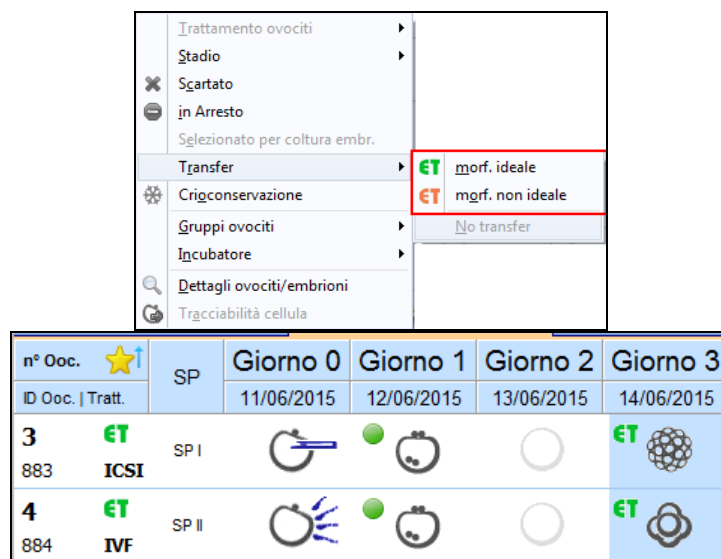 Trattamento ovociti
Stadio
Scartato
in Arresto
Selezionato per coltura embr.
Transfer
ET morf. ideale
Crioconservazione
ET morf. non ideale
Gruppi ovociti
No transfer
Incubatore
Dettagli ovociti/embrioni
Tracciabilità cellula
n° Ooc. SP Giorno 0 Giorno 1 Giorno 2 Giorno 3
ID Ooc. | Tratt. 11/06/2015 12/06/2015 13/06/2015 14/06/2015
3 ET SP I ET
883 ICSI
4 ET SP II ET
884 IVF